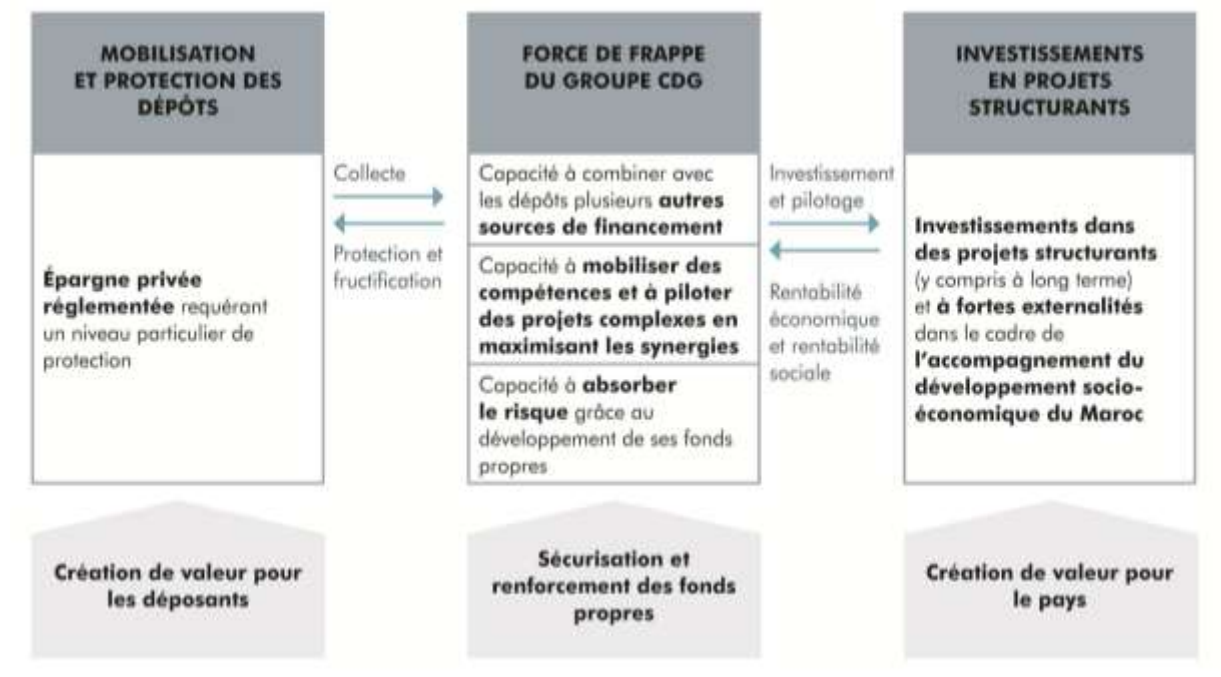 MOBILISATION
ET PROTECTION DES
DÉPÔTS
Épargne privée
réglementée requérant
un niveau particulier de
protection
Création de valeur pour
les déposants
Collecte
Protection et
fructification
FORCE DE FRAPPE
DU GROUPE CDG
Capacité à combiner avec
les dépôts plusieurs autres
sources de financement
Capacité à mobiliser des
compétences et à piloter
des projets complexes en
maximisant les synergies
Capacité à absorber
le risque grâce au
développement de ses fonds
propres
Sécurisation et
renforcement des fonds
propres
Investissement
et pilotage
Rentabilité
économique
et rentabilité
sociale
INVESTISSEMENTS
EN PROJETS
STRUCTURANTS
Investissements dans
des projets structurants
(y compris à long terme)
et à fortes externalités
dans le cadre de
l'accompagnement du
développement socio-
économique du Maroc
Création de valeur pour
le pays